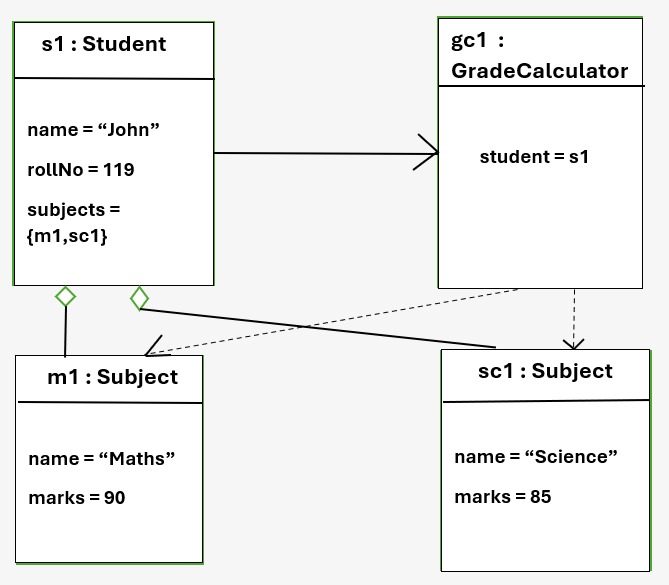 s1 : Student
name = “John”
rollNo = 119
subjects =
{m1,sc1}
gc1 :
GradeCalculator
student = s1
m1 : Subject
name = “Maths”
marks = 90
sc1 : Subject
name = “Science”
marks = 85